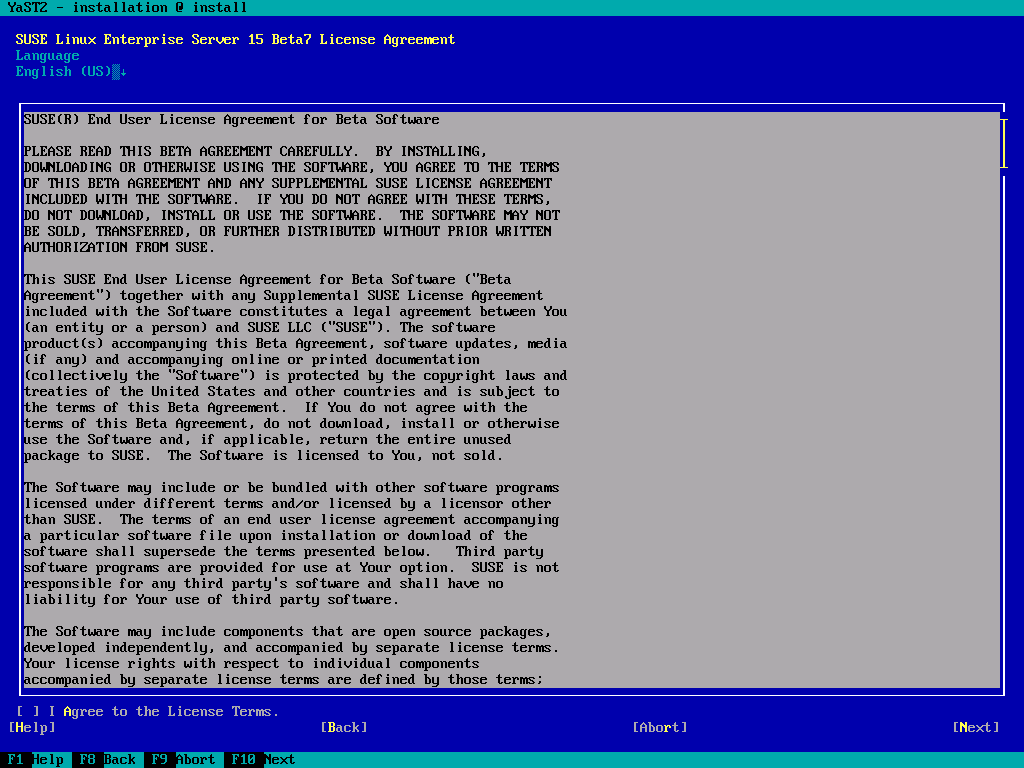 YaST2 - installation @ install
SUSE Linux Enterprise Server 15 Beta7 License Agreement
Language
English (US)▒↓
SUSE(R) End User License Agreement for Beta Software
PLEASE READ THIS BETA AGREEMENT CAREFULLY.  BY INSTALLING,
DOWNLOADING OR OTHERWISE USING THE SOFTWARE, YOU AGREE TO THE TERMS
OF THIS BETA AGREEMENT AND ANY SUPPLEMENTAL SUSE LICENSE AGREEMENT
INCLUDED WITH THE SOFTWARE.  IF YOU DO NOT AGREE WITH THESE TERMS,
DO NOT DOWNLOAD, INSTALL OR USE THE SOFTWARE.  THE SOFTWARE MAY NOT
BE SOLD, TRANSFERRED, OR FURTHER DISTRIBUTED WITHOUT PRIOR WRITTEN
AUTHORIZATION FROM SUSE.
This SUSE End User License Agreement for Beta Software ("Beta
Agreement") together with any Supplemental SUSE License Agreement
included with the Software constitutes a legal agreement between You
(an entity or a person) and SUSE LLC ("SUSE"). The software
product(s) accompanying this Beta Agreement, software updates, media
(if any) and accompanying online or printed documentation
(collectively the "Software") is protected by the copyright laws and
treaties of the United States and other countries and is subject to
the terms of this Beta Agreement.  If You do not agree with the
terms of this Beta Agreement, do not download, install or otherwise
use the Software and, if applicable, return the entire unused
package to SUSE.  The Software is licensed to You, not sold.
The Software may include or be bundled with other software programs
licensed under different terms and/or licensed by a licensor other
than SUSE.  The terms of an end user license agreement accompanying
a particular software file upon installation or download of the
software shall supersede the terms presented below.   Third party
software programs are provided for use at Your option.  SUSE is not
responsible for any third party's software and shall have no
liability for Your use of third party software.
The Software may include components that are open source packages,
developed independently, and accompanied by separate license terms.
Your license rights with respect to individual components
accompanied by separate license terms are defined by those terms;
[ ] I Agree to the License Terms.
[Help] [Back] [Abort] [Next]
F1 Help F8 Back F9 Abort F10 Next